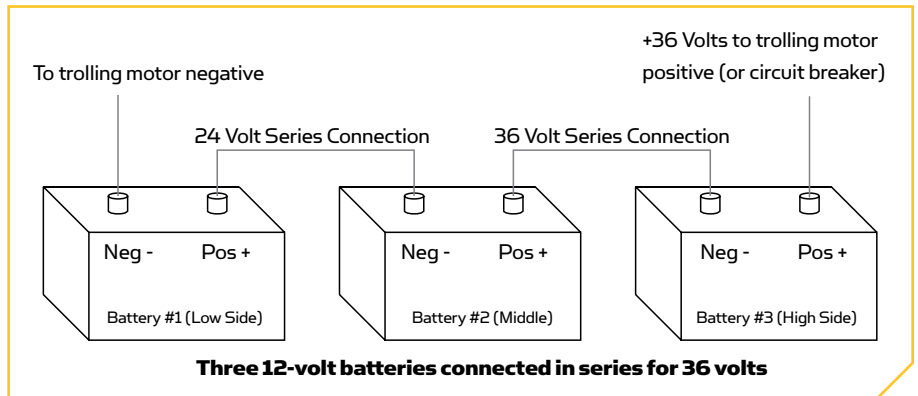 +36 Volts to trolling motor
positive (or circuit breaker)
To trolling motor negative
24 Volt Series Connection
36 Volt Series Connection
Neg -
Pos +
Neg -
Pos +
Neg -
Pos +
Battery #1 (Low Side)
Battery #2 (Middle)
Battery #3 (High Side)
Three 12-volt batteries connected in series for 36 volts